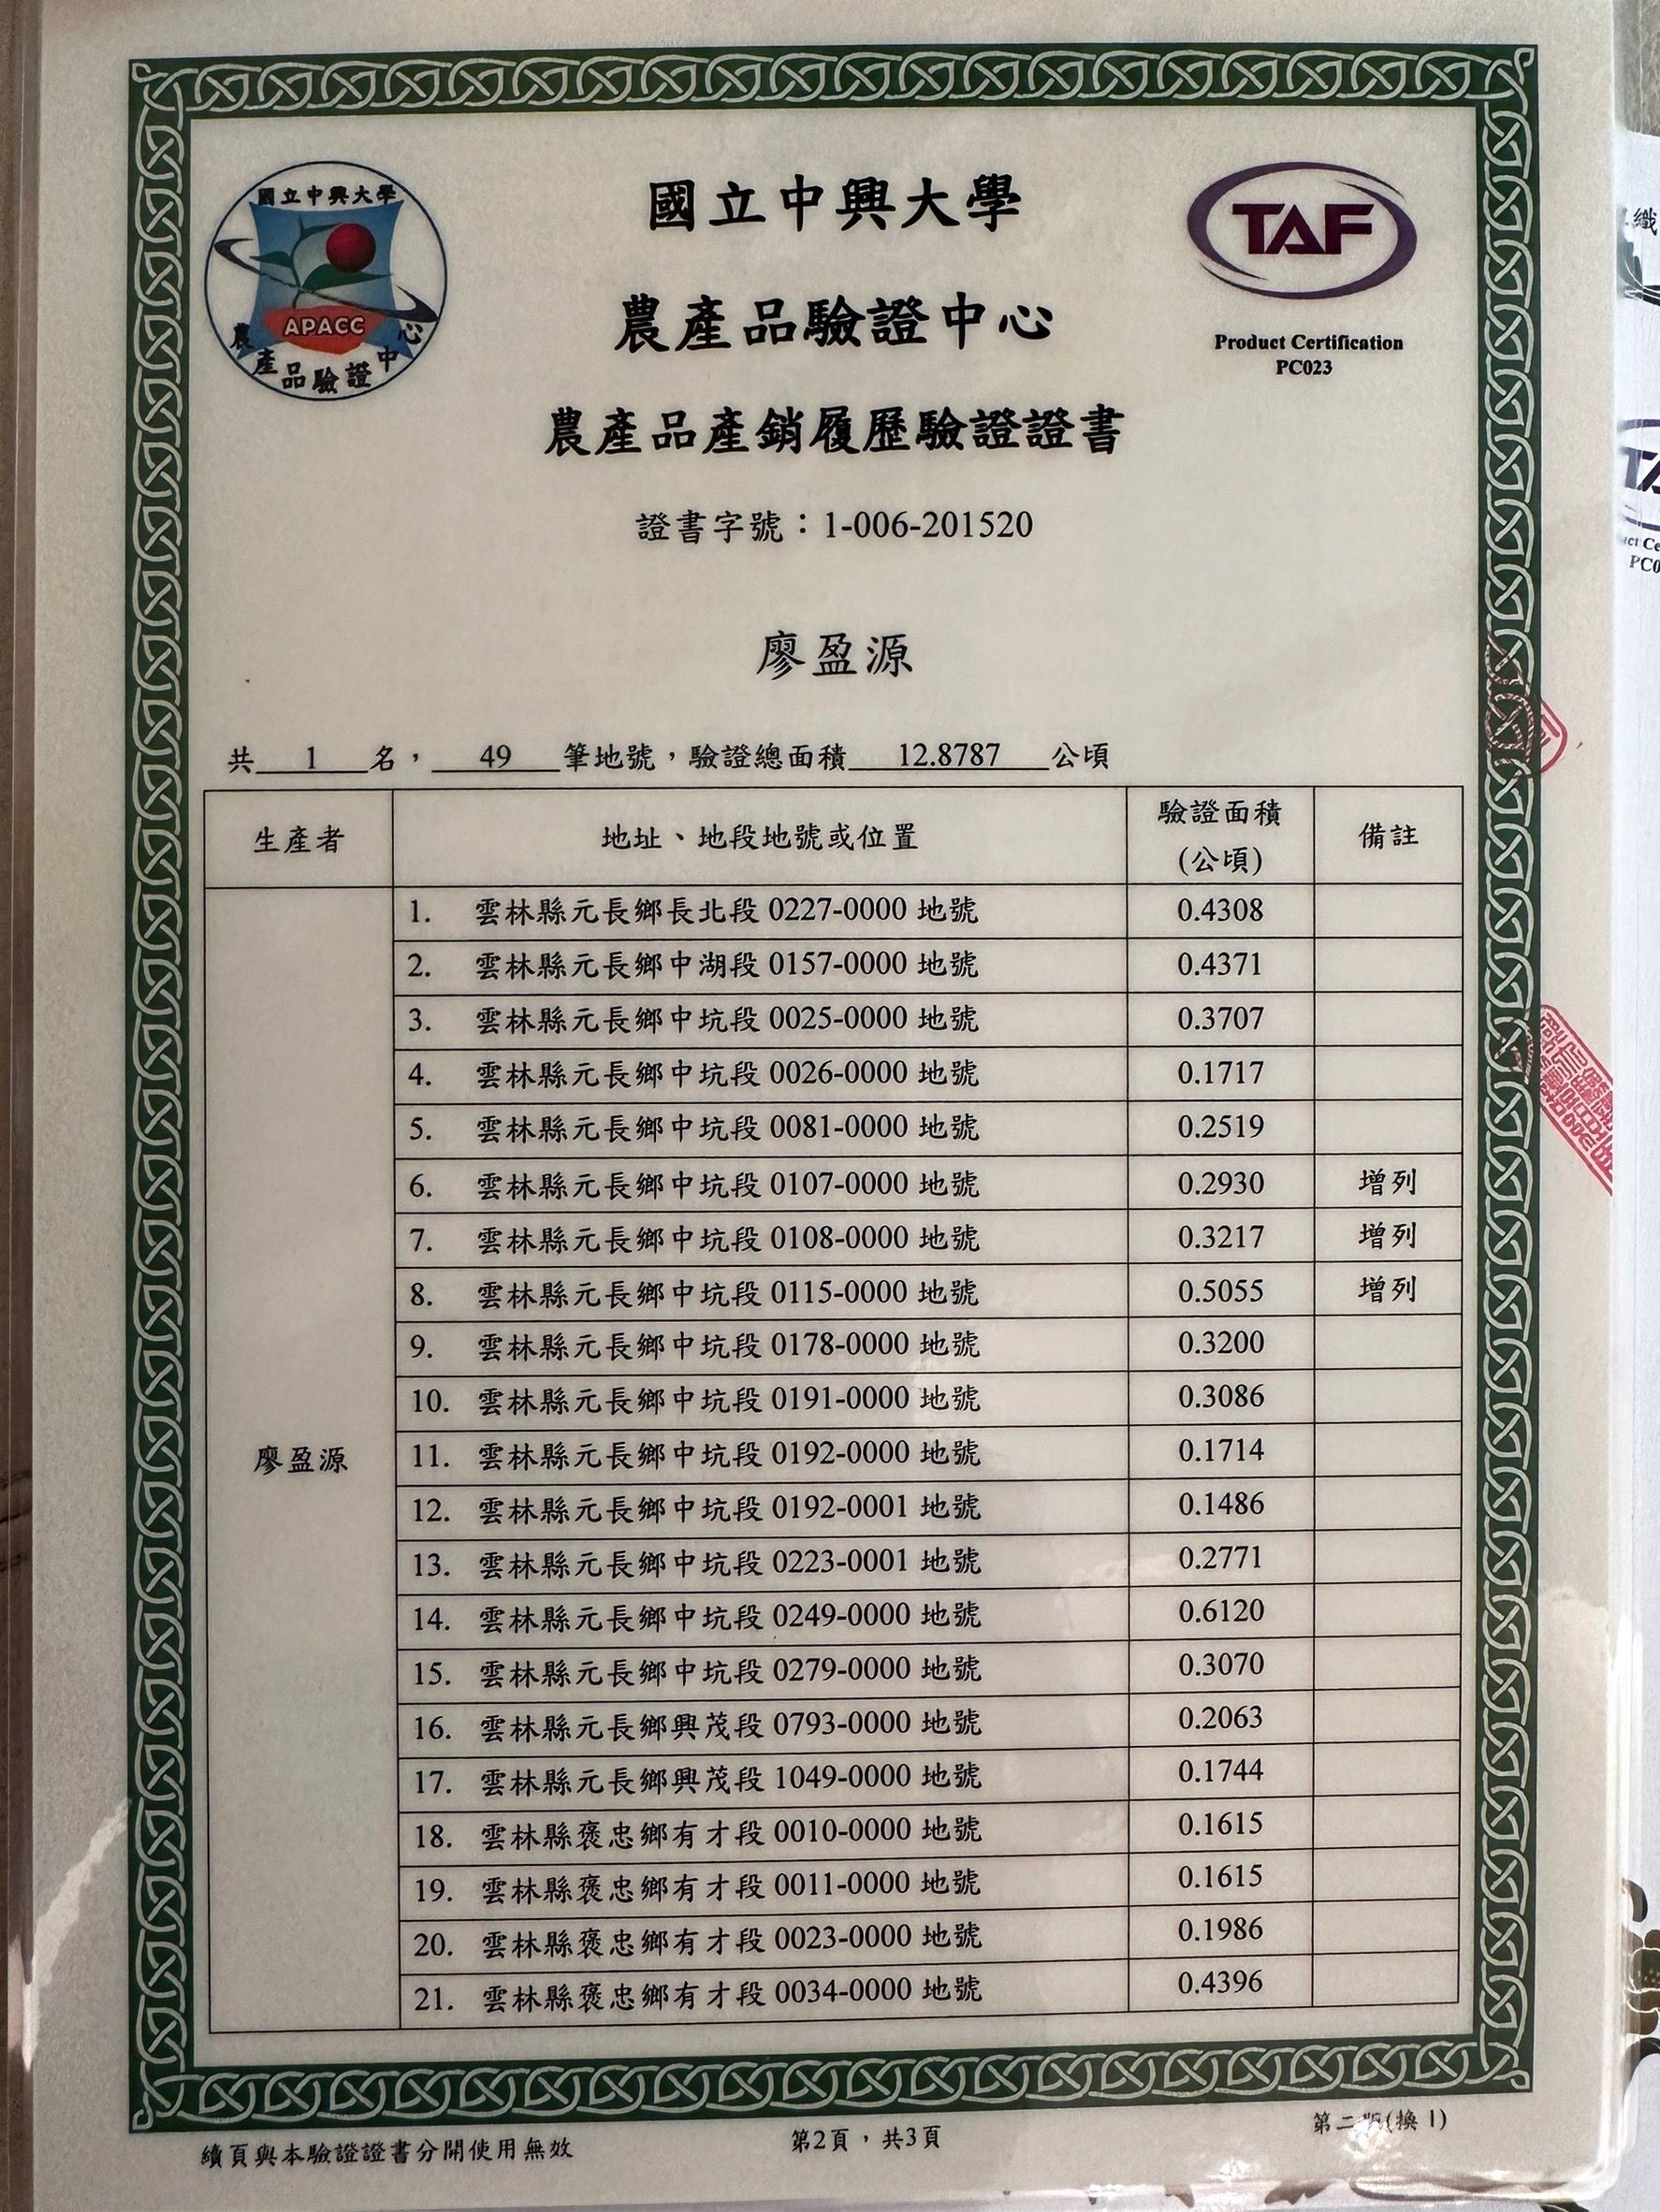 國立中興大學
APACC
農產品驗證中心
國立中興大學
農產品驗證中心
農產品產銷履歷驗證證書
TAF
Product Certification
PC023
證書字號：1-006-201520
廖盈源
共 1 名， 49 筆地號，驗證總面積 12.8787 公頃
生產者 地址、地段地號或位置 驗證面積(公頃) 備註
廖盈源
1. 雲林縣元長鄉長北段 0227-0000 地號 0.4308
2. 雲林縣元長鄉中湖段 0157-0000 地號 0.4371
3. 雲林縣元長鄉中坑段 0025-0000 地號 0.3707
4. 雲林縣元長鄉中坑段 0026-0000 地號 0.1717
5. 雲林縣元長鄉中坑段 0081-0000 地號 0.2519
6. 雲林縣元長鄉中坑段 0107-0000 地號 0.2930 增列
7. 雲林縣元長鄉中坑段 0108-0000 地號 0.3217 增列
8. 雲林縣元長鄉中坑段 0115-0000 地號 0.5055 增列
9. 雲林縣元長鄉中坑段 0178-0000 地號 0.3200
10. 雲林縣元長鄉中坑段 0191-0000 地號 0.3086
11. 雲林縣元長鄉中坑段 0192-0000 地號 0.1714
12. 雲林縣元長鄉中坑段 0192-0001 地號 0.1486
13. 雲林縣元長鄉中坑段 0223-0001 地號 0.2771
14. 雲林縣元長鄉中坑段 0249-0000 地號 0.6120
15. 雲林縣元長鄉中坑段 0279-0000 地號 0.3070
16. 雲林縣元長鄉興茂段 0793-0000 地號 0.2063
17. 雲林縣元長鄉興茂段 1049-0000 地號 0.1744
18. 雲林縣褒忠鄉有才段 0010-0000 地號 0.1615
19. 雲林縣褒忠鄉有才段 0011-0000 地號 0.1615
20. 雲林縣褒忠鄉有才段 0023-0000 地號 0.1986
21. 雲林縣褒忠鄉有才段 0034-0000 地號 0.4396
續頁與本驗證證書分開使用無效
第2頁，共3頁
第二版(換 1)
織